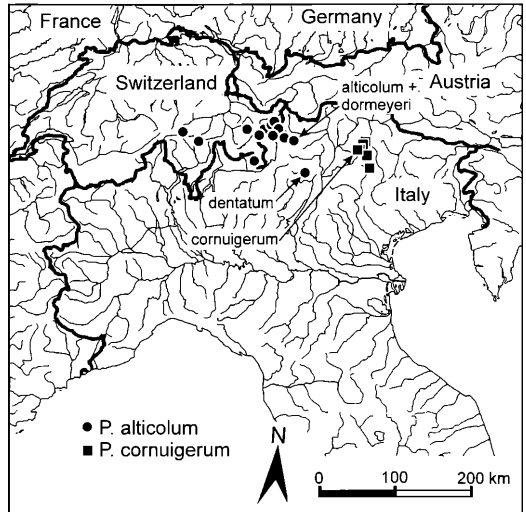 France
Germany
Switzerland
alticolum +
dormeyeri
Austria
dentatum
Italy
cornuigerum
P. alticolum
P. cornuigerum
N
0 100 200 km